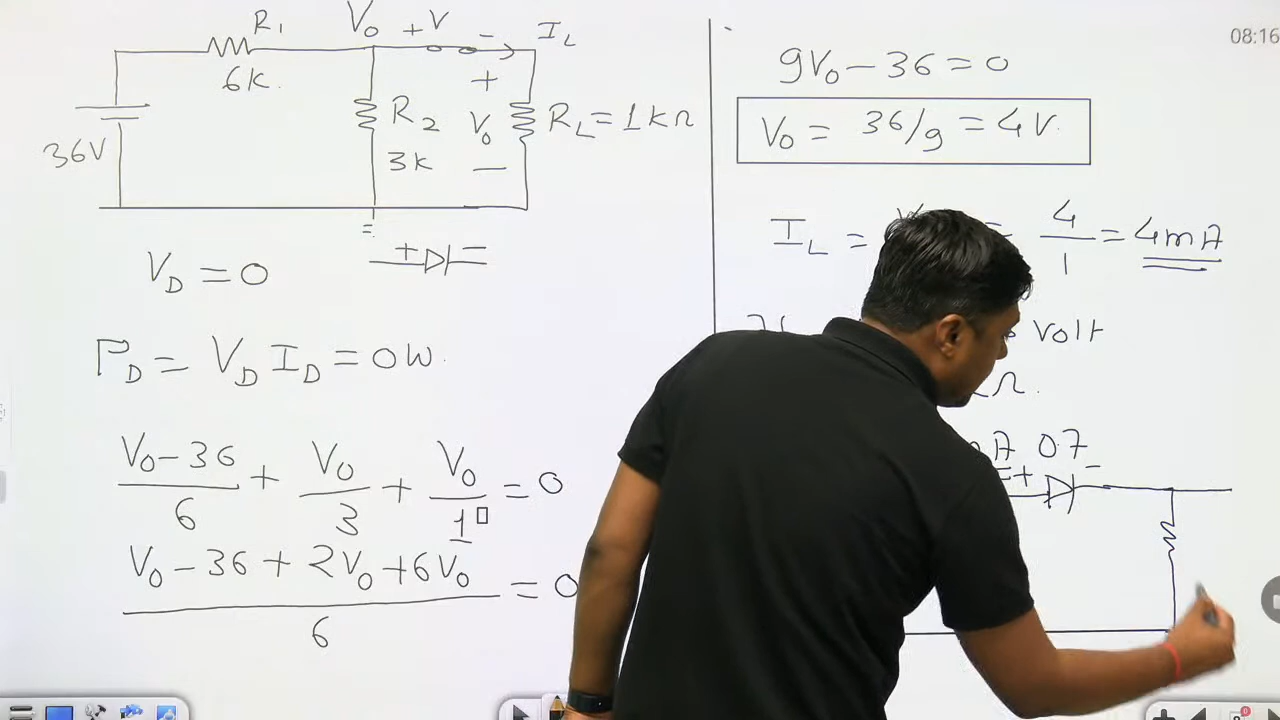 R1
6K
36V
V0 + V - IL
R2
3K
+
V0
-
RL = 1KΩ
+ =
VD = 0
PD = VD ID = 0W.
(V0 - 36)/6 + V0/3 + V0/1 = 0
(V0 - 36 + 2V0 + 6V0)/6 = 0
08:16
9V0 - 36 = 0
V0 = 36/9 = 4V.
IL = = 4/1 = 4mA
volt
Ω.
A 0.7
+ -